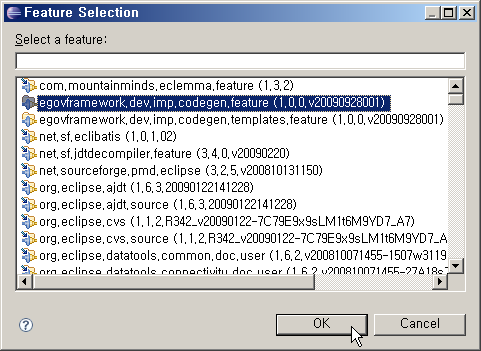 Feature Selection
Select a feature:
com.mountainminds.eclemma.feature (1.3.2)
egovframework.dev.imp.codegen.feature (1.0.0.v20090928001)
egovframework.dev.imp.codegen.templates.feature (1.0.0.v20090928001)
net.sf.eclibatis (1.0.1.02)
net.sf.jdtdecompiler.feature (3.4.0.v20090220)
net.sourceforge.pmd.eclipse (3.2.5.v200810131150)
org.eclipse.ajdt (1.6.3.20090122141228)
org.eclipse.ajdt.source (1.6.3.20090122141228)
org.eclipse.cvs (1.1.2.R342_v20090122-7C79E9x9sLM1t6M9YD7_A7)
org.eclipse.cvs.source (1.1.2.R342_v20090122-7C79E9x9sLM1t6M9YD7_A
org.eclipse.datatools.common.doc.user (1.6.2.v200810071455-1507w3119
org.eclipse.datatools.connectivity.doc.user (1.6.2.v200810071455-27A18s7
OK
Cancel